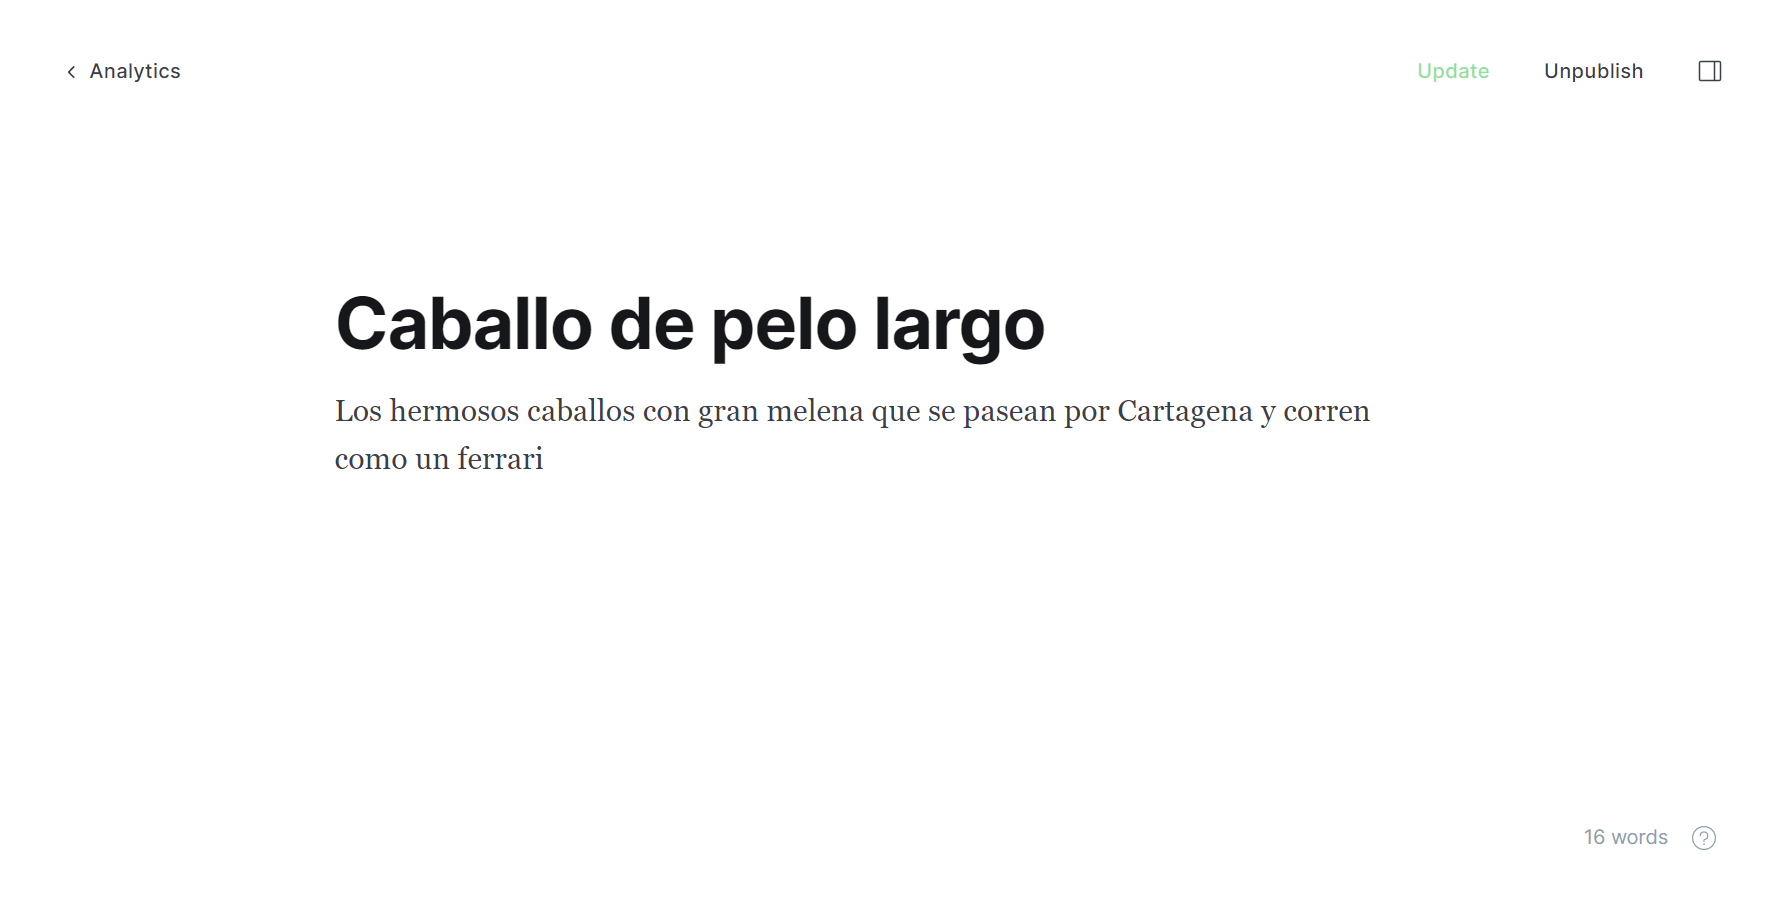 Analytics
Update
Unpublish
Caballo de pelo largo
Los hermosos caballos con gran melena que se pasean por Cartagena y corren
como un ferrari
16 words
?